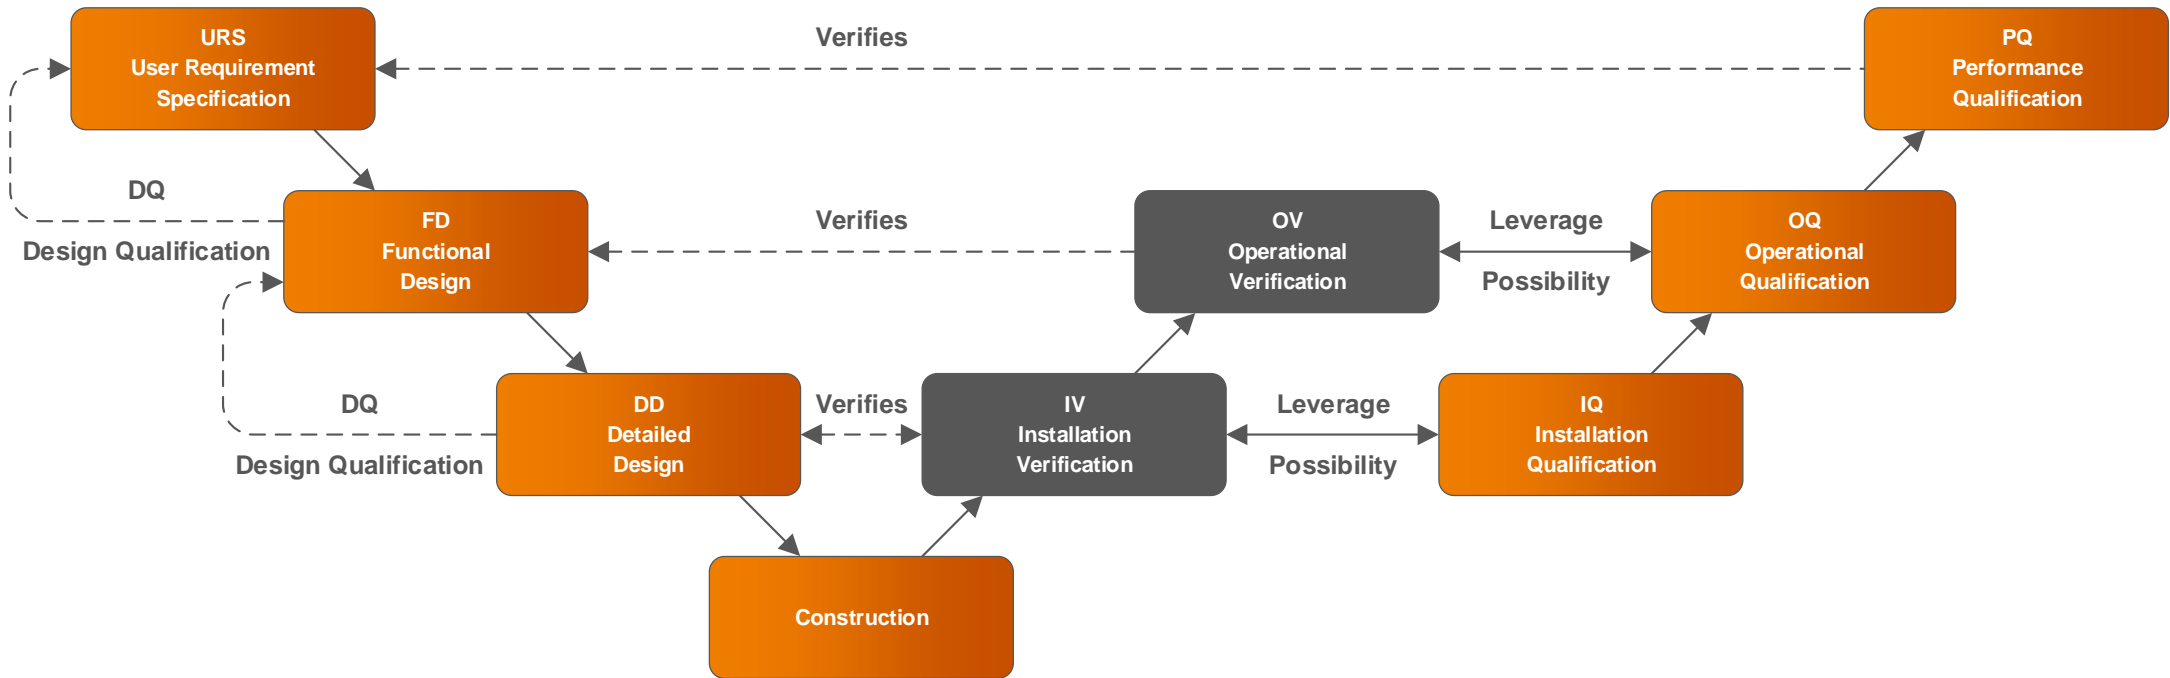 URS
User Requirement
Specification
Verifies
PQ
Performance
Qualification
DQ
Design Qualification
FD
Functional
Design
Verifies
OV
Operational
Verification
Leverage
Possibility
OQ
Operational
Qualification
DQ
Design Qualification
DD
Detailed
Design
Verifies
IV
Installation
Verification
Leverage
Possibility
IQ
Installation
Qualification
Construction